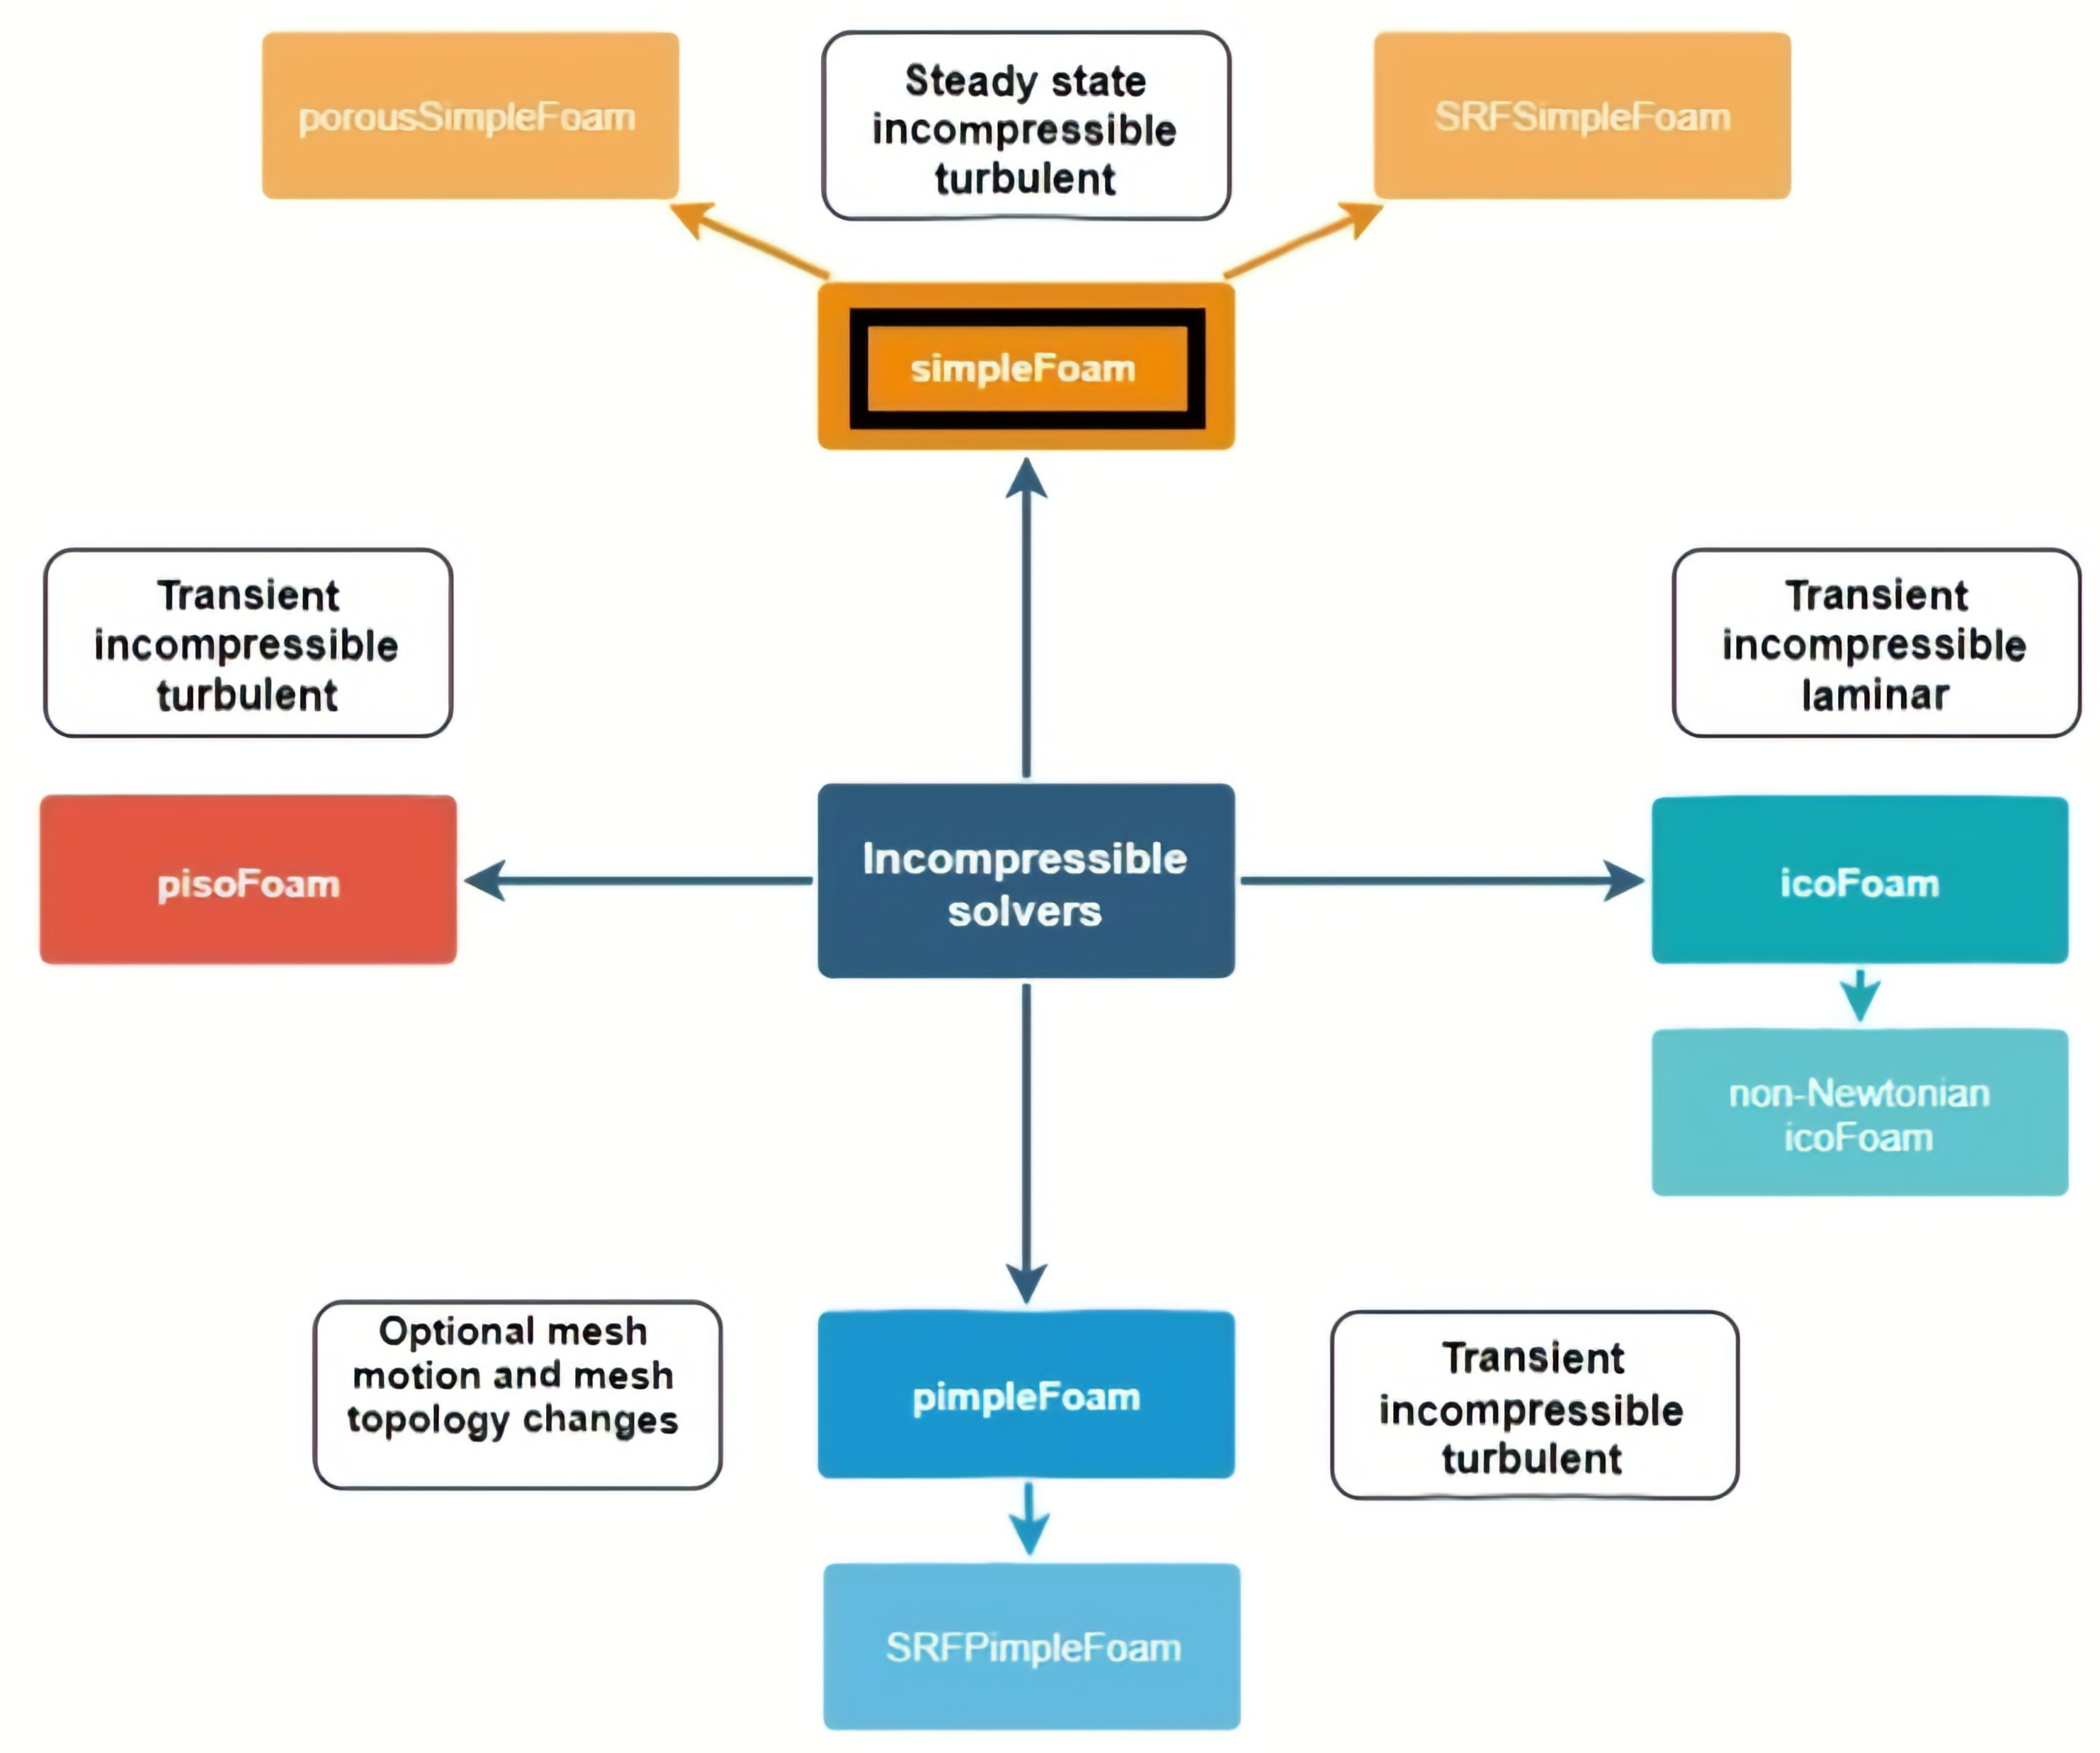 porousSimpleFoam
Steady state
incompressible
turbulent
SRFSimpleFoam
simpleFoam
Transient
incompressible
turbulent
Transient
incompressible
laminar
pisoFoam
Incompressible
solvers
icoFoam
non-Newtonian
icoFoam
Optional mesh
motion and mesh
topology changes
pimpleFoam
Transient
incompressible
turbulent
SRFPimpleFoam